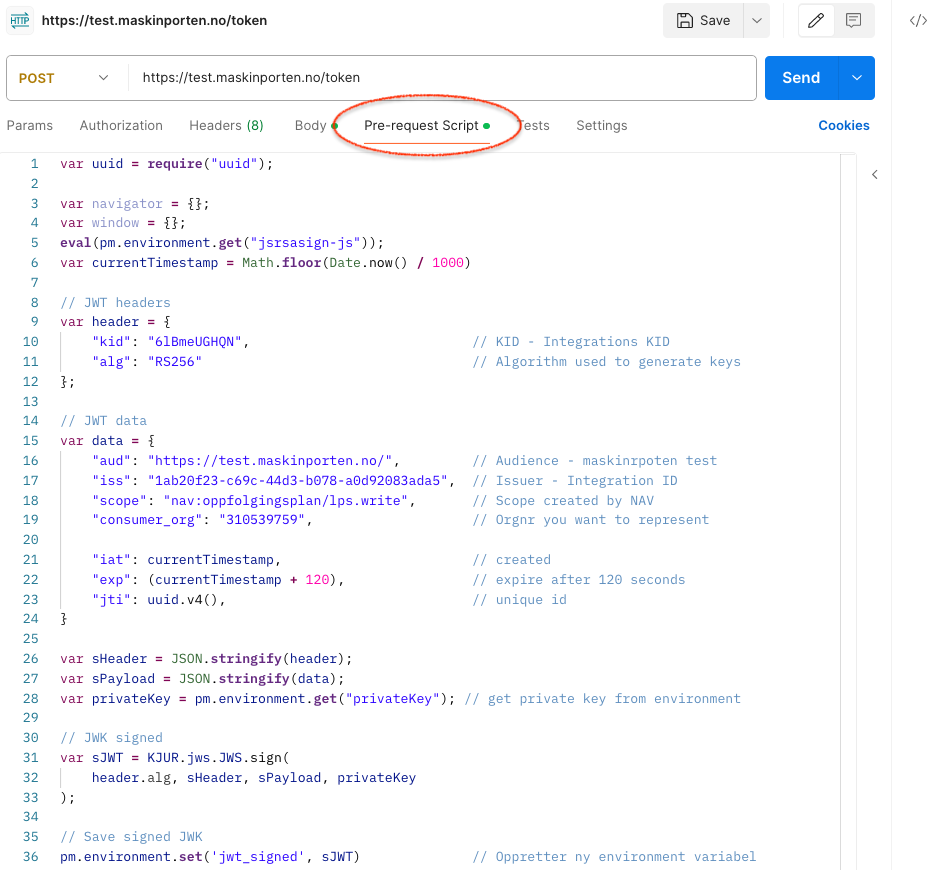 HTTP https://test.maskinporten.no/token Save </>
POST https://test.maskinporten.no/token Send
Params Authorization Headers (8) Body Pre-request Script Tests Settings Cookies
1 var uuid = require("uuid");
2
3 var navigator = {};
4 var window = {};
5 eval(pm.environment.get("jsrsasign-js"));
6 var currentTimestamp = Math.floor(Date.now() / 1000)
7
8 // JWT headers
9 var header = {
10 "kid": "6lBmeUGHQN", // KID - Integrations KID
11 "alg": "RS256" // Algorithm used to generate keys
12 };
13
14 // JWT data
15 var data = {
16 "aud": "https://test.maskinporten.no/", // Audience - maskinrpoten test
17 "iss": "1ab20f23-c69c-44d3-b078-a0d92083ada5", // Issuer - Integration ID
18 "scope": "nav:oppfolgingsplan/lps.write", // Scope created by NAV
19 "consumer_org": "310539759", // Orgnr you want to represent
20
21 "iat": currentTimestamp, // created
22 "exp": (currentTimestamp + 120), // expire after 120 seconds
23 "jti": uuid.v4(), // unique id
24 }
25
26 var sHeader = JSON.stringify(header);
27 var sPayload = JSON.stringify(data);
28 var privateKey = pm.environment.get("privateKey"); // get private key from environment
29
30 // JWK signed
31 var sJWT = KJUR.jws.JWS.sign(
32 header.alg, sHeader, sPayload, privateKey
33 );
34
35 // Save signed JWK
36 pm.environment.set('jwt_signed', sJWT) // Oppretter ny environment variabel